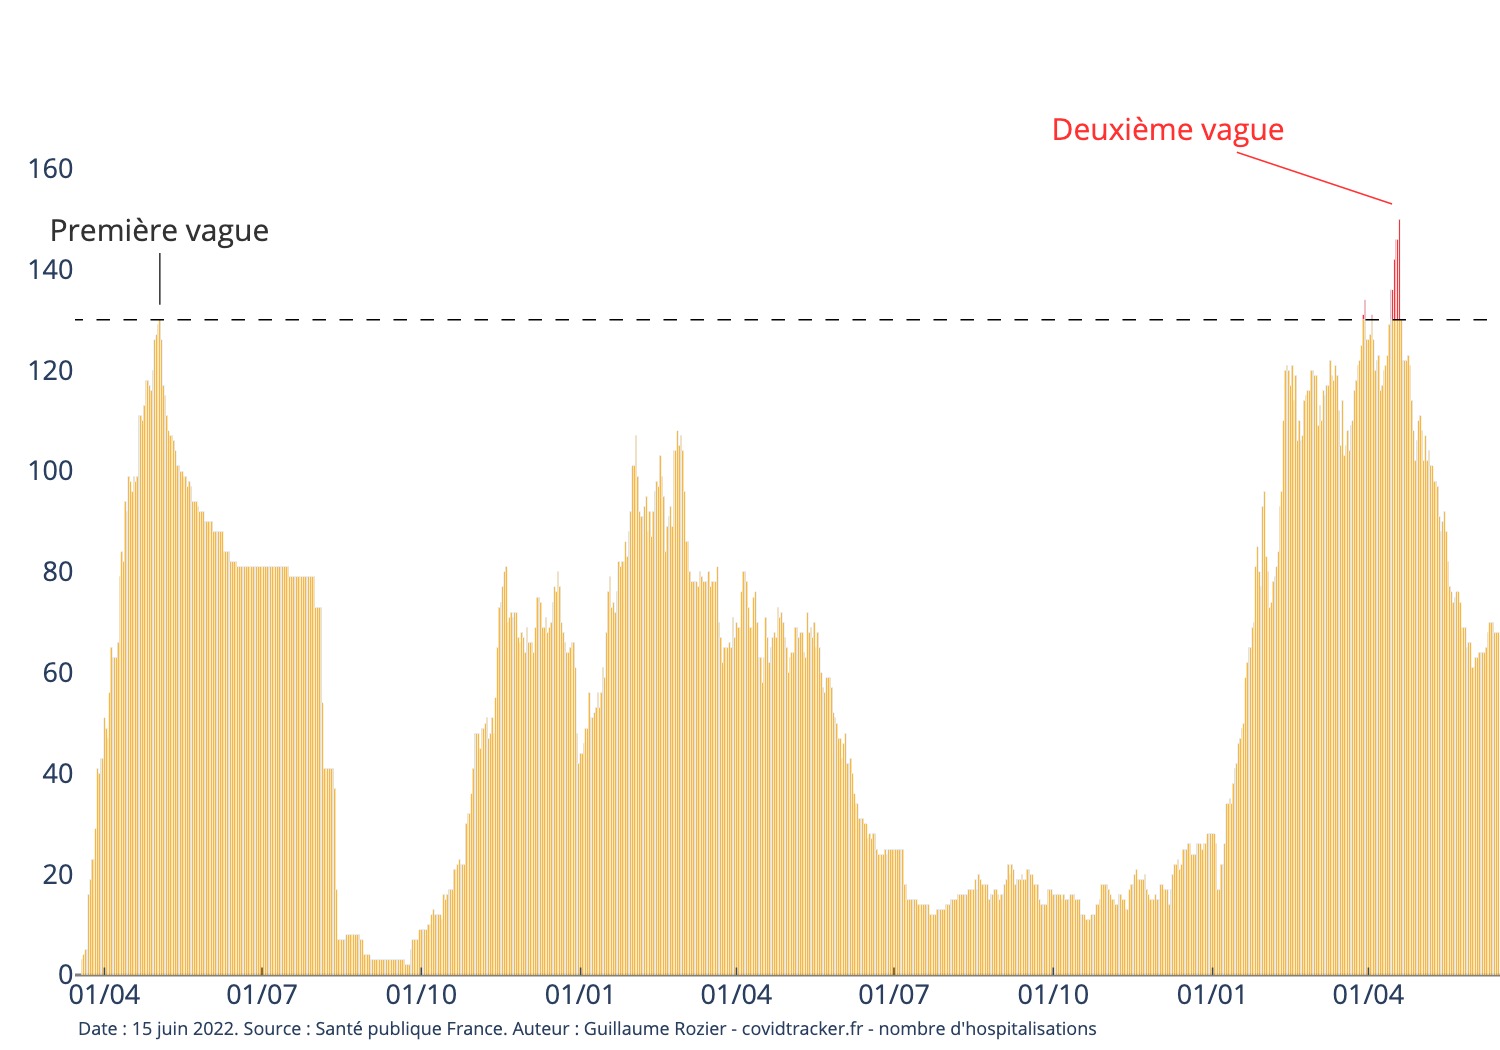 Deuxième vague
160
Première vague
140
120
100
80
60
40
20
0
01/04 01/07 01/10 01/01 01/04 01/07 01/10 01/01 01/04
Date : 15 juin 2022. Source : Santé publique France. Auteur : Guillaume Rozier - covidtracker.fr - nombre d'hospitalisations